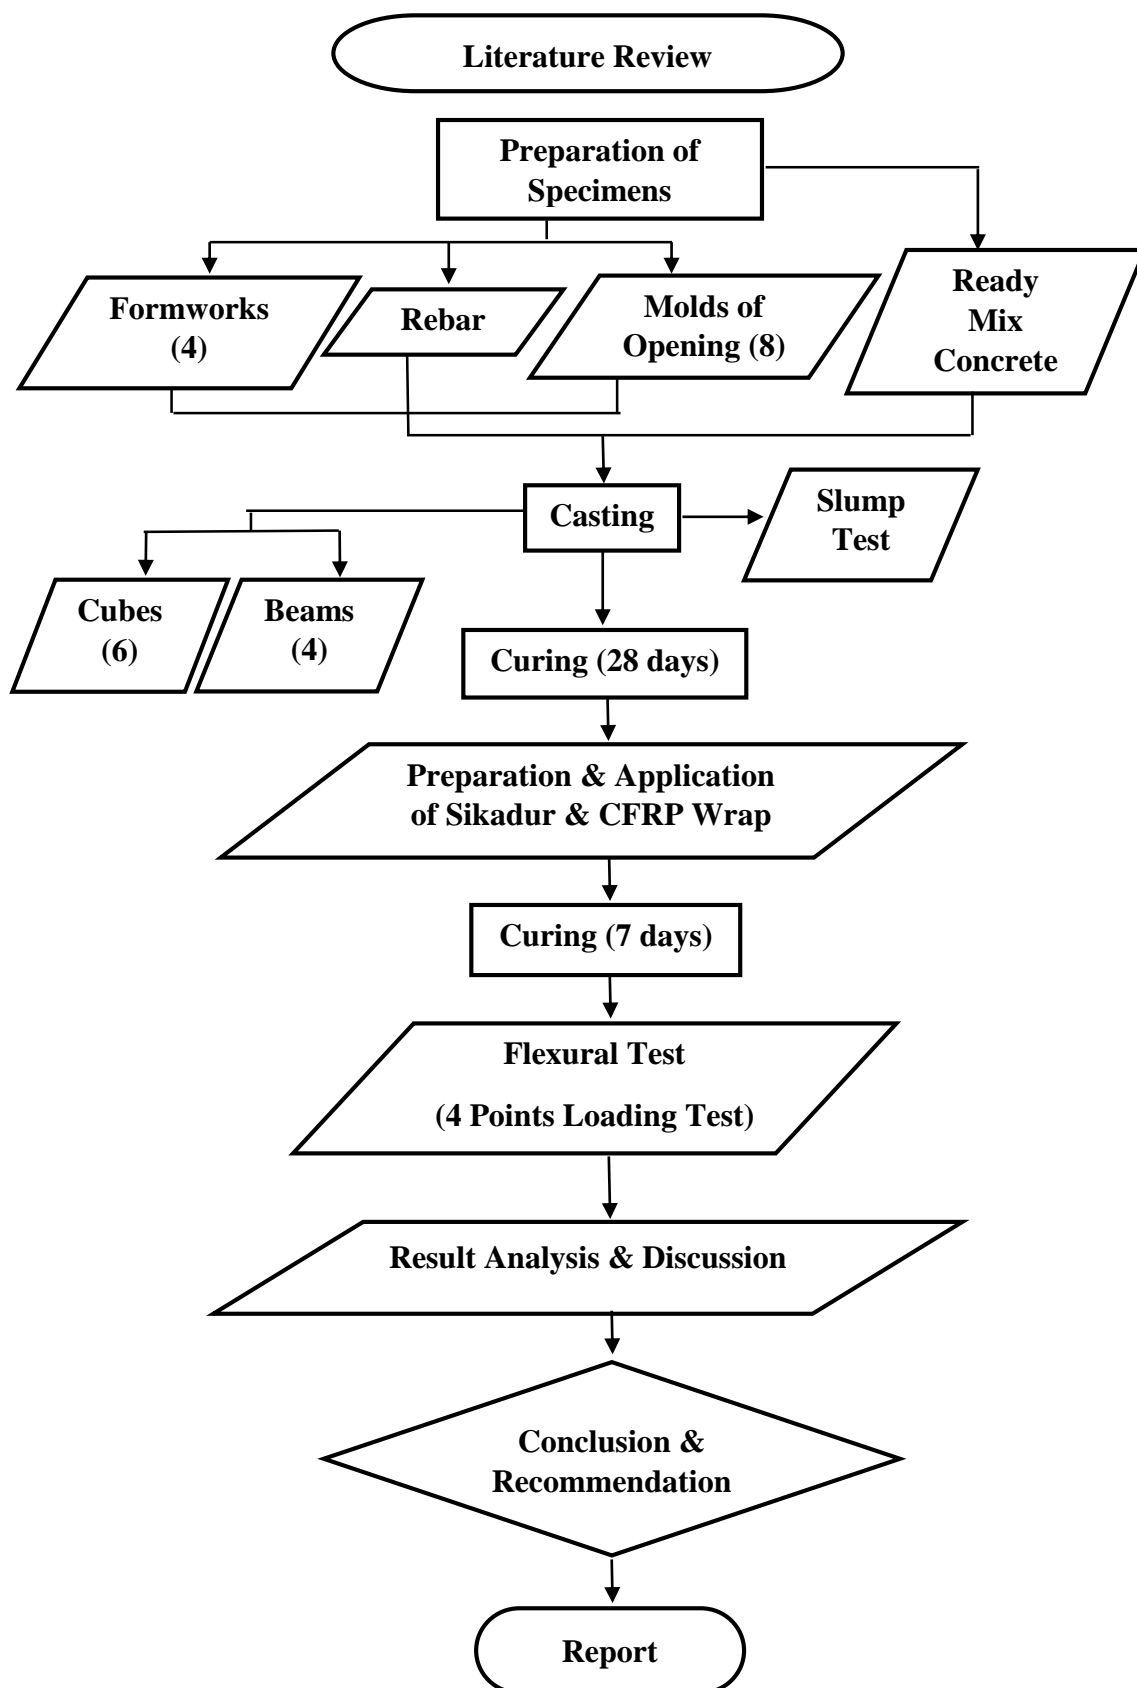 Literature Review
Preparation of
Specimens
Formworks
(4)
Rebar
Molds of
Opening (8)
Ready
Mix
Concrete
Casting
Slump
Test
Cubes
(6)
Beams
(4)
Curing (28 days)
Preparation & Application
of Sikadur & CFRP Wrap
Curing (7 days)
Flexural Test
(4 Points Loading Test)
Result Analysis & Discussion
Conclusion &
Recommendation
Report